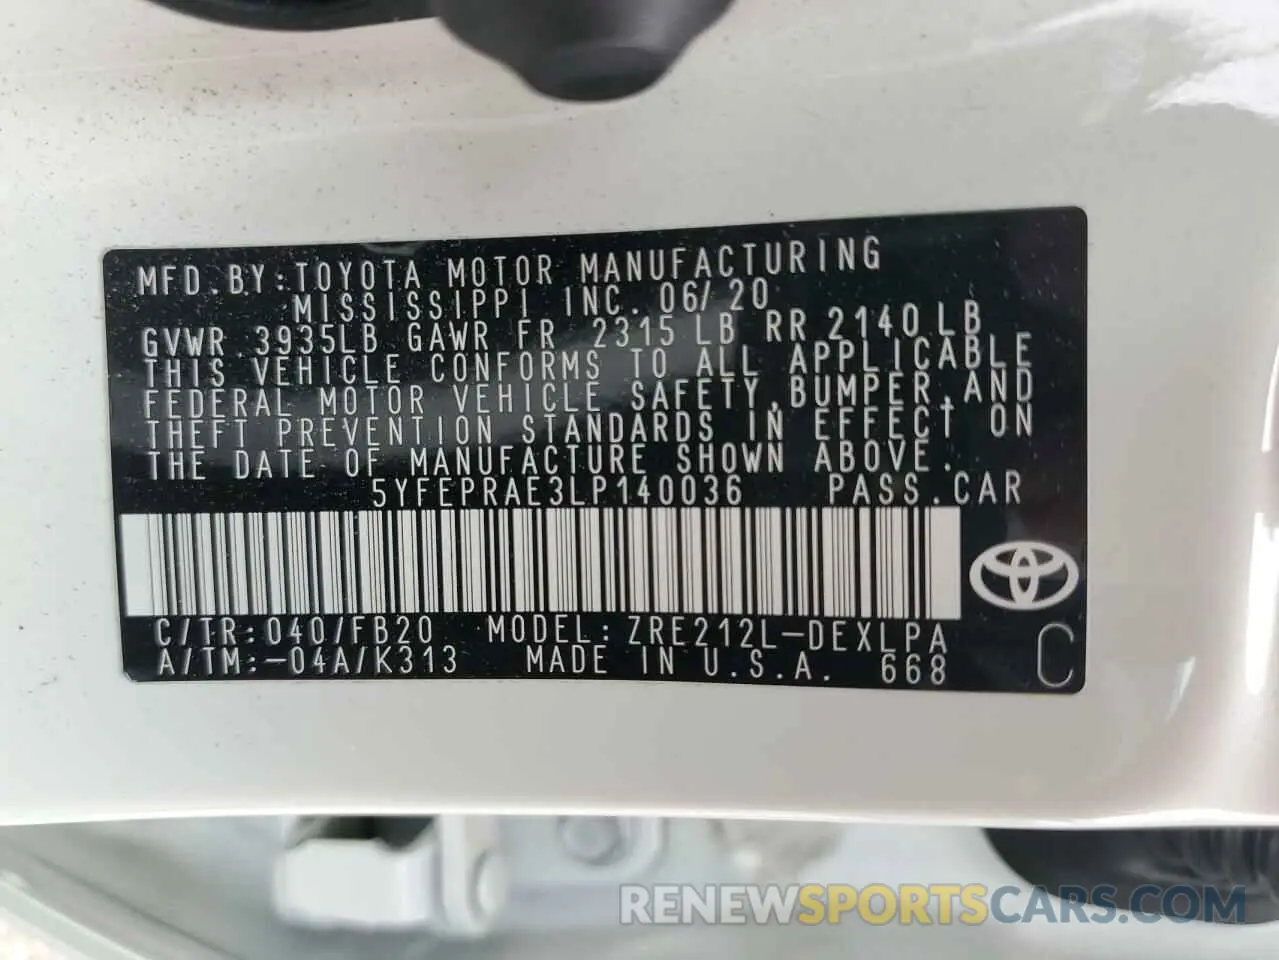 MFD.BY:TOYOTA MOTOR MANUFACTURING
MISSISSIPPI INC. 06/20
GVWR 3935LB GAWR FR 2315 LB RR 2140 LB
THIS VEHICLE CONFORMS TO ALL APPLICABLE
FEDERAL MOTOR VEHICLE SAFETY,BUMPER,AND
THEFT PREVENTION STANDARDS IN EFFECT ON
THE DATE OF MANUFACTURE SHOWN ABOVE.
5YFEPRAE3LP140036 PASS.CAR
C/TR:040/FB20 MODEL:ZRE212L-DEXLPA
A/TM:-04A/K313 MADE IN U.S.A. 668 C
RENEWSPORTSCARS.COM